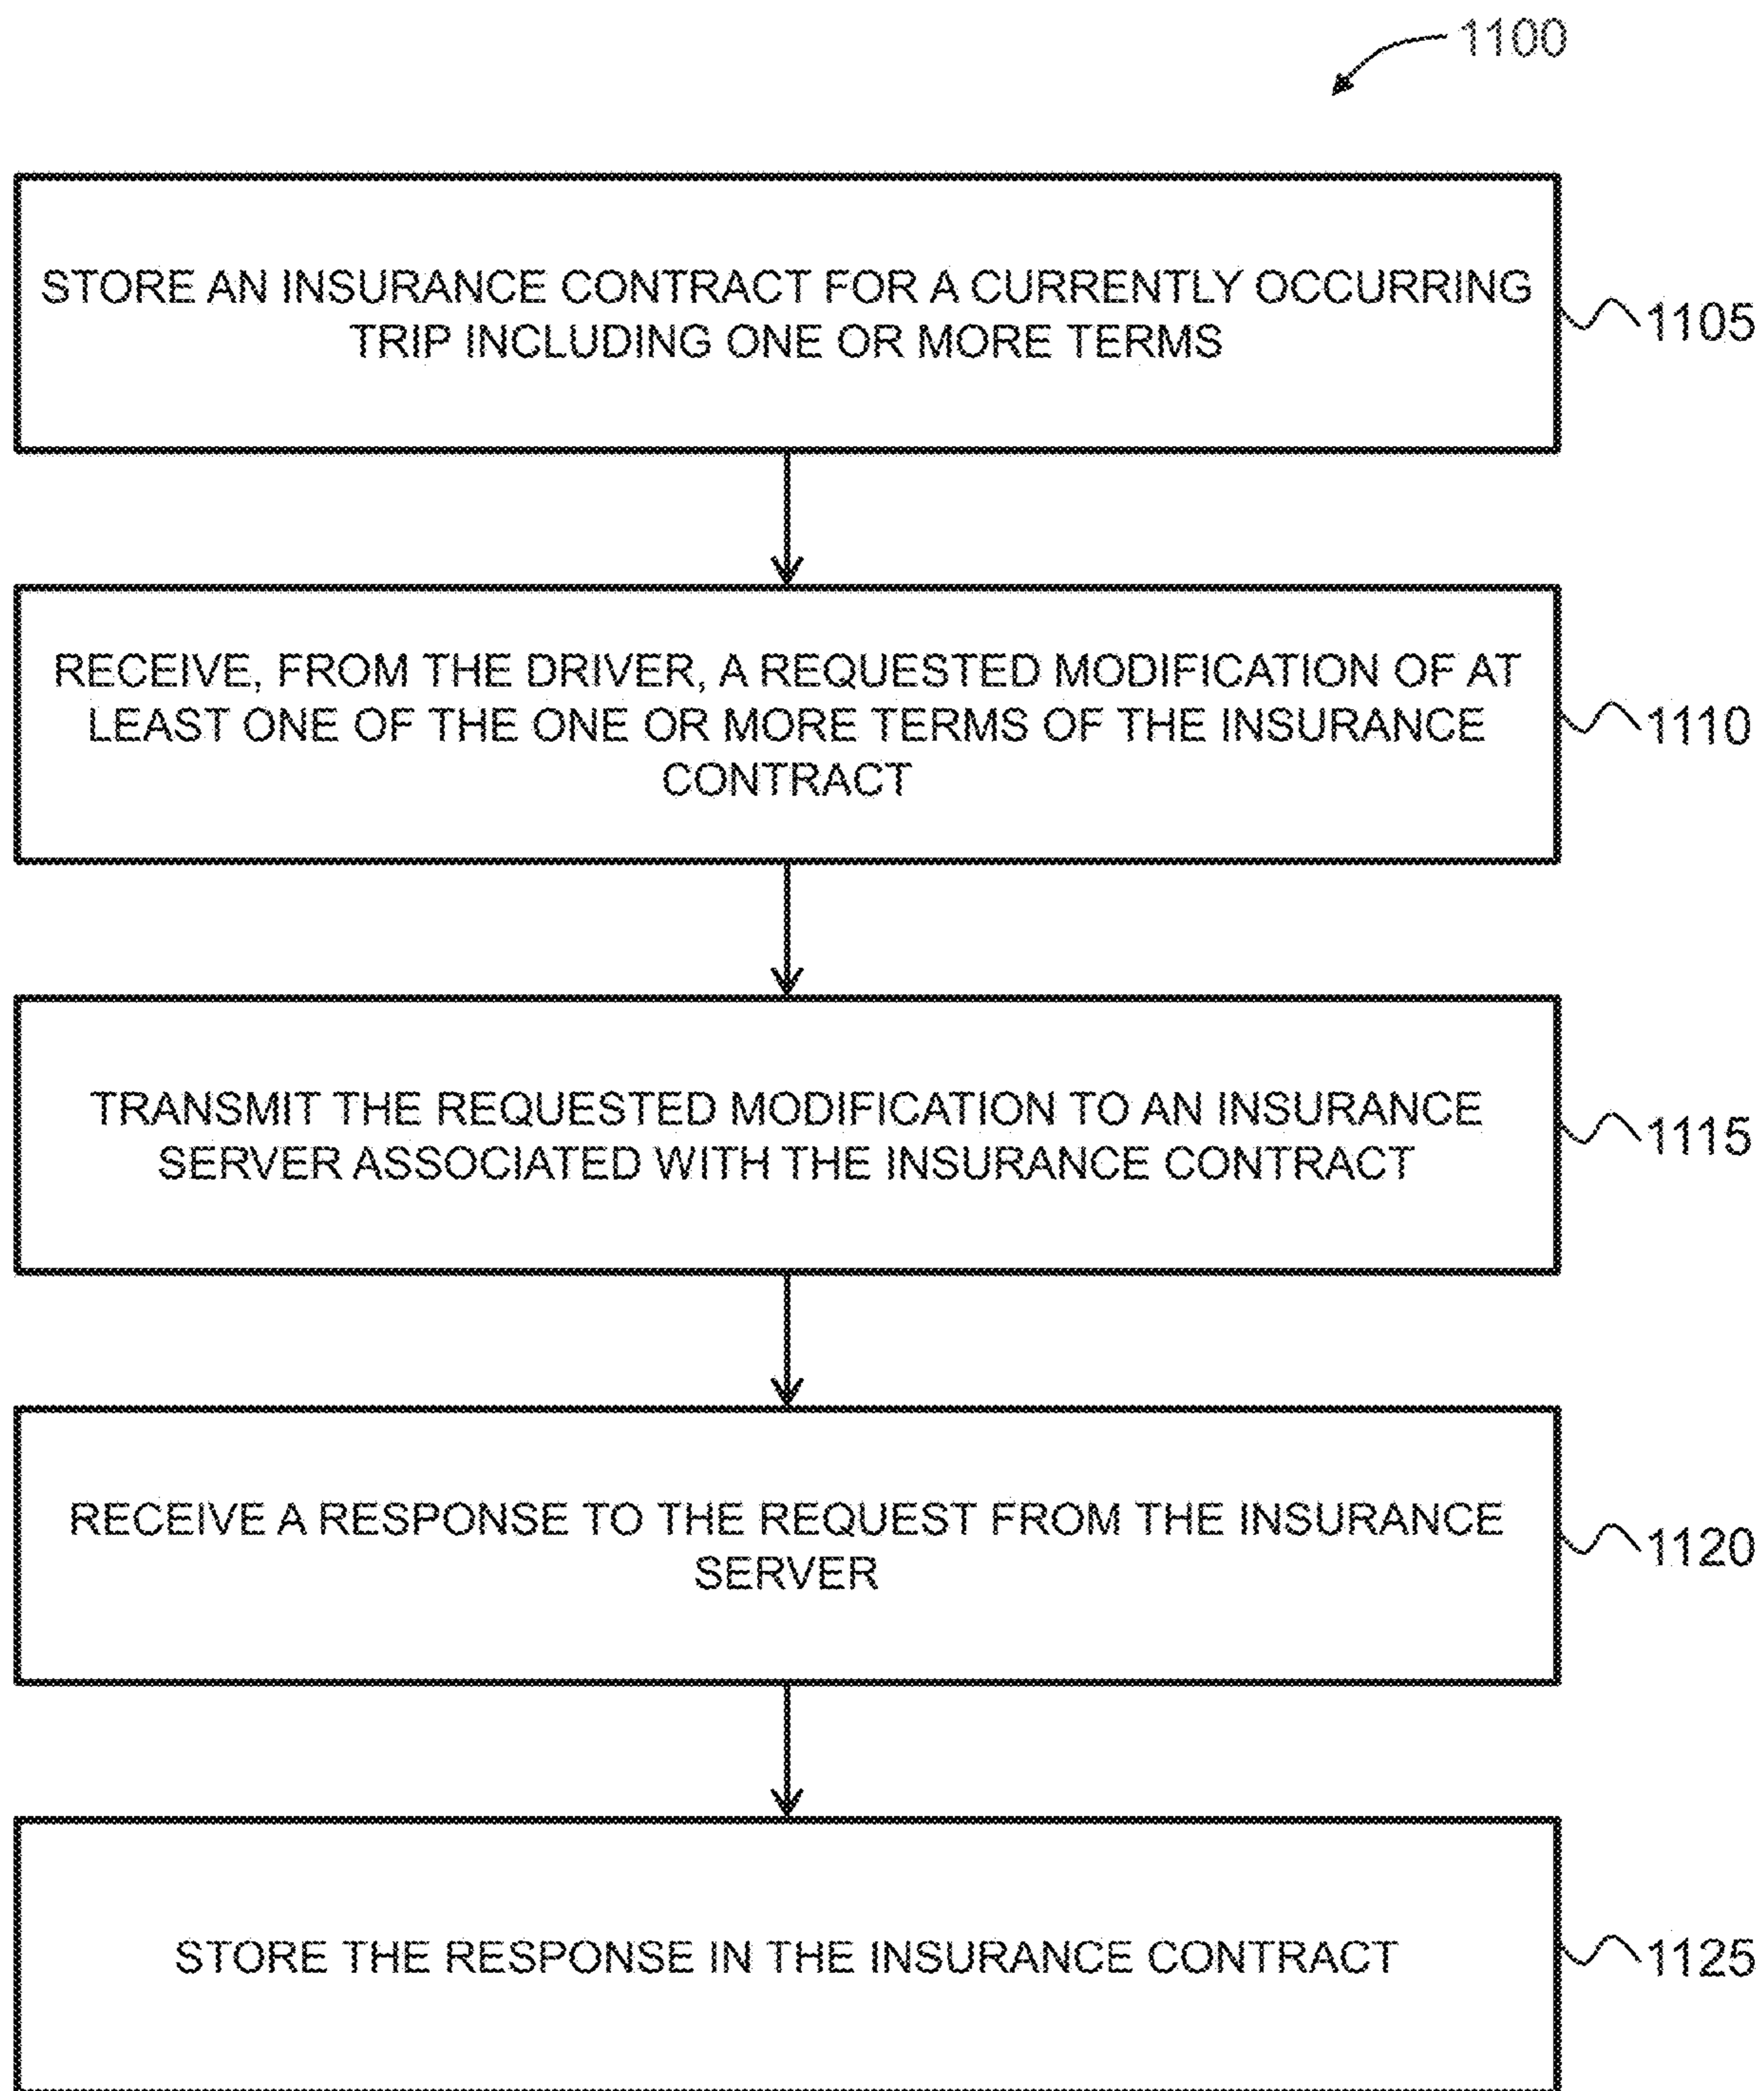 1100
STORE AN INSURANCE CONTRACT FOR A CURRENTLY OCCURRING
TRIP INCLUDING ONE OR MORE TERMS
1105
RECEIVE, FROM THE DRIVER, A REQUESTED MODIFICATION OF AT
LEAST ONE OF THE ONE OR MORE TERMS OF THE INSURANCE
CONTRACT
1110
TRANSMIT THE REQUESTED MODIFICATION TO AN INSURANCE
SERVER ASSOCIATED WITH THE INSURANCE CONTRACT
1115
RECEIVE A RESPONSE TO THE REQUEST FROM THE INSURANCE
SERVER
1120
STORE THE RESPONSE IN THE INSURANCE CONTRACT
1125